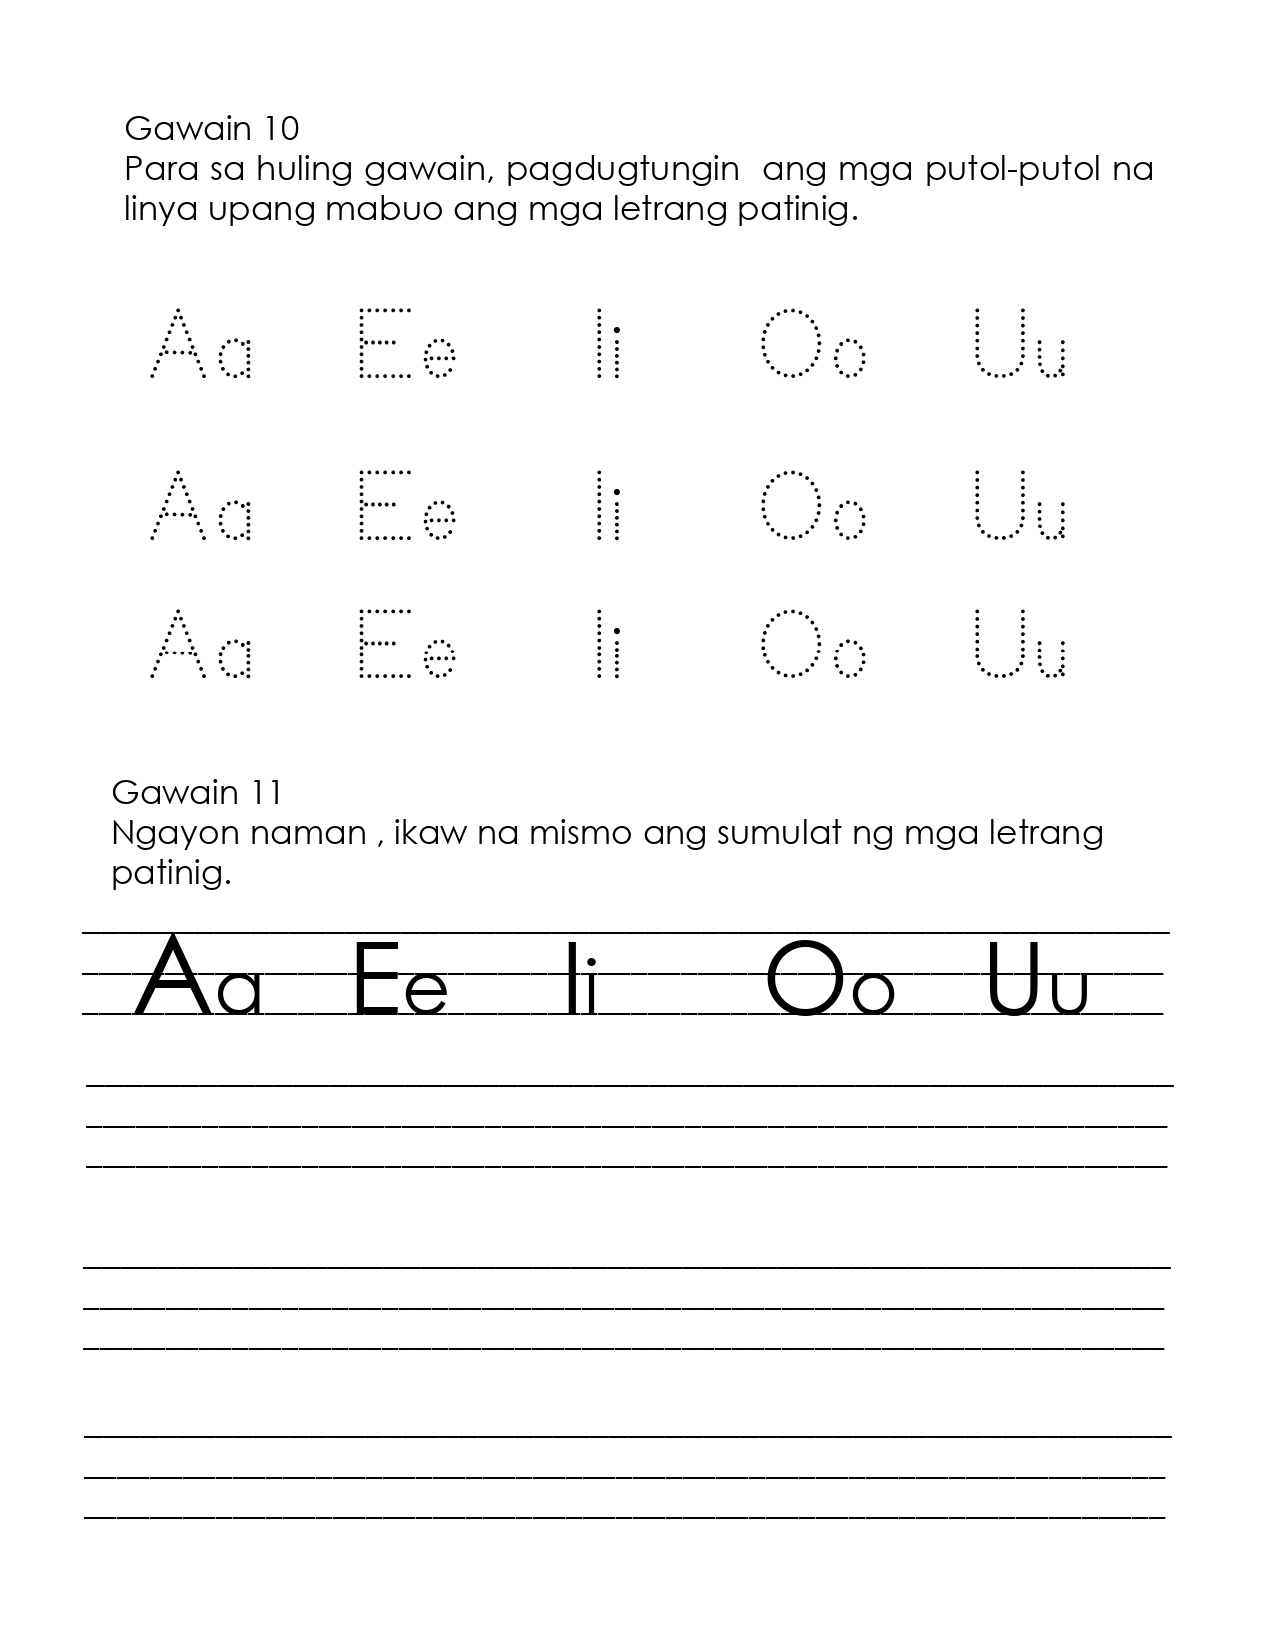 Gawain 10
Para sa huling gawain, pagdugtungin ang mga putol-putol na
linya upang mabuo ang mga letrang patinig.
Aa Ee Ii Oo Uu
Aa Ee Ii Oo Uu
Aa Ee Ii Oo Uu
Gawain 11
Ngayon naman , ikaw na mismo ang sumulat ng mga letrang
patinig.
Aa Ee Ii Oo Uu